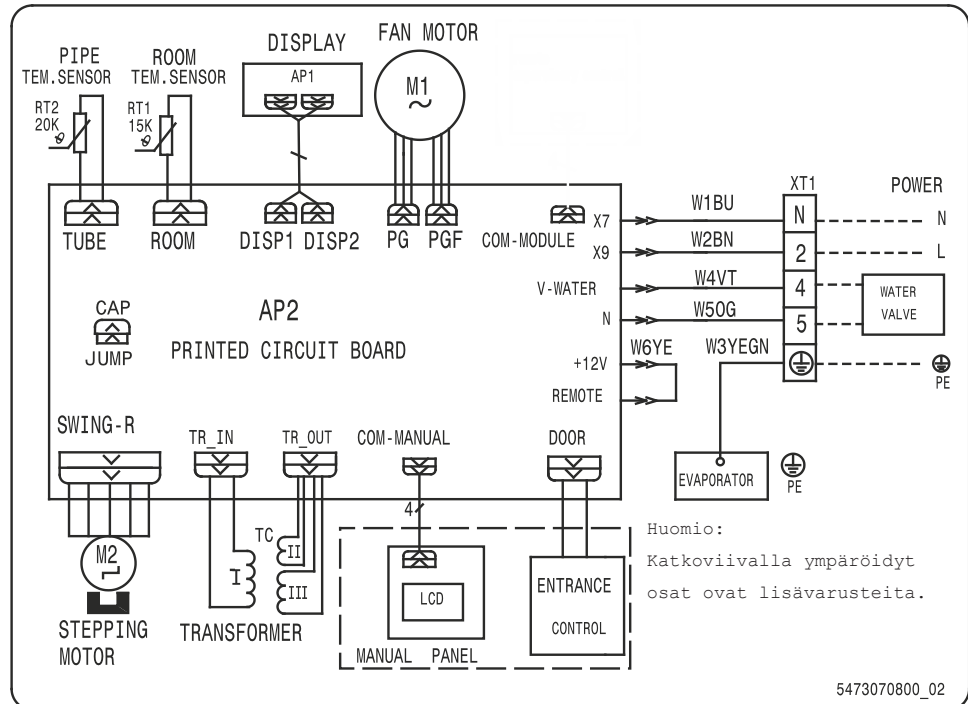 PIPE
TEM.SENSOR
RT2
20K
ROOM
TEM.SENSOR
RT1
15K
DISPLAY
AP1
FAN MOTOR
M1
TUBE
ROOM
DISP1 DISP2
PG
PGF
COM-MODULE
X7
X9
V-WATER
N
+12V
REMOTE
W1BU
W2BN
W4VT
W5OG
W6YE
W3YEGN
XT1
N
2
4
5
POWER
N
L
WATER
VALVE
PE
CAP
JUMP
AP2
PRINTED CIRCUIT BOARD
SWING-R
TR_IN
TR_OUT
COM-MANUAL
DOOR
EVAPORATOR
PE
4
M2
STEPPING
MOTOR
TC
I
II
III
TRANSFORMER
LCD
MANUAL PANEL
ENTRANCE
CONTROL
Huomio:
Katkoviivalla ympäröidyt
osat ovat lisävarusteita.
5473070800_02